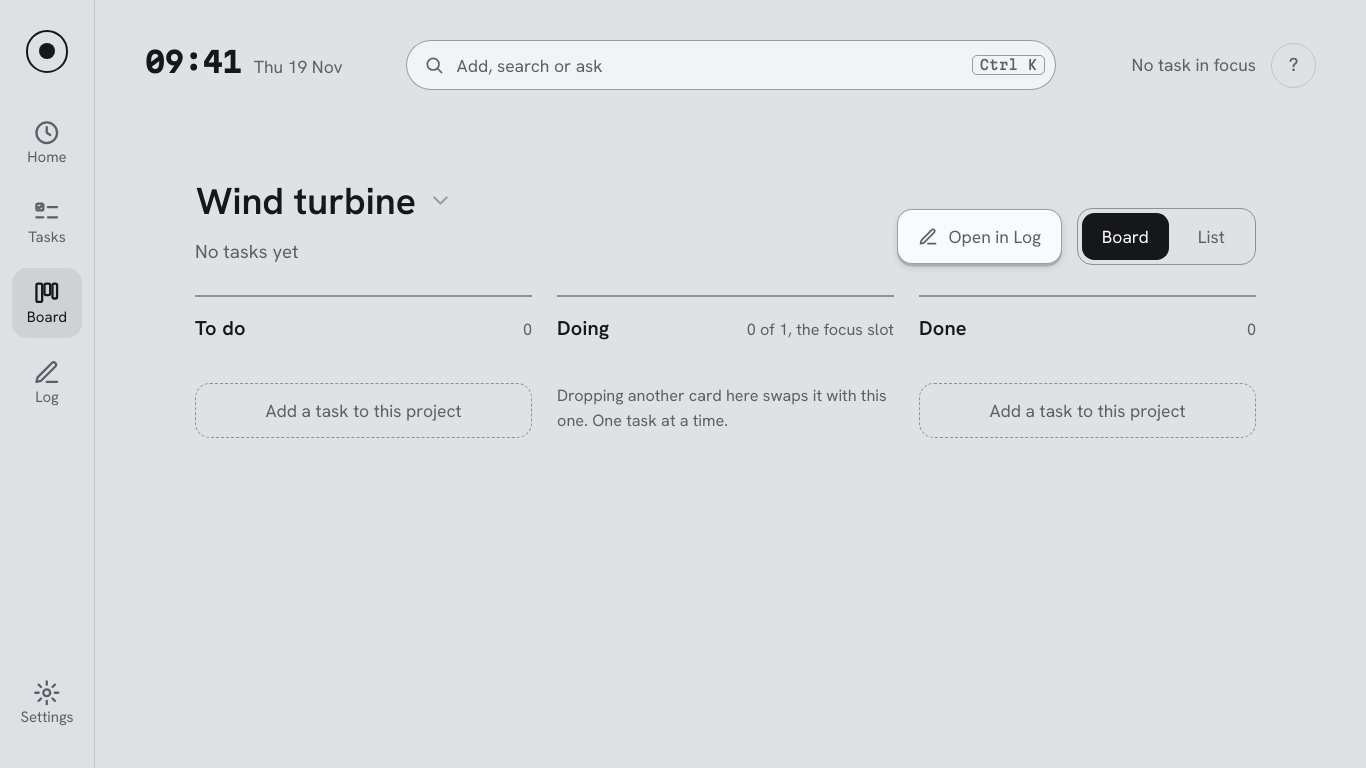 09:41 Thu 19 Nov
Add, search or ask
Ctrl K
No task in focus
?
Home
Tasks
Board
Log
Settings
Wind turbine
No tasks yet
Open in Log
Board
List
To do
0
Add a task to this project
Doing
0 of 1, the focus slot
Dropping another card here swaps it with this
one. One task at a time.
Done
0
Add a task to this project